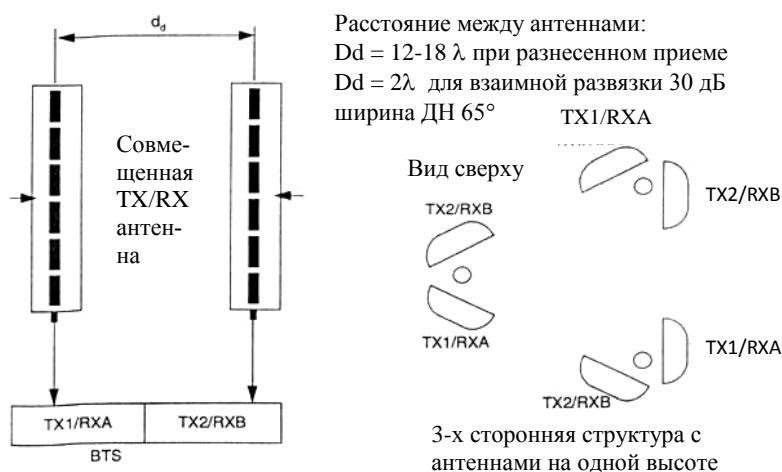 d_d
Расстояние между антеннами:
Dd = 12-18 λ при разнесенном приеме
Dd = 2λ для взаимной развязки 30 дБ
ширина ДН 65°
Совме-
щенная
TX/RX
антен-
на
TX1/RXA
TX2/RXB
BTS
Вид сверху
TX2/RXB
TX1/RXA
TX1/RXA
TX2/RXB
TX1/RXA
TX2/RXB
3-х сторонняя структура с
антеннами на одной высоте